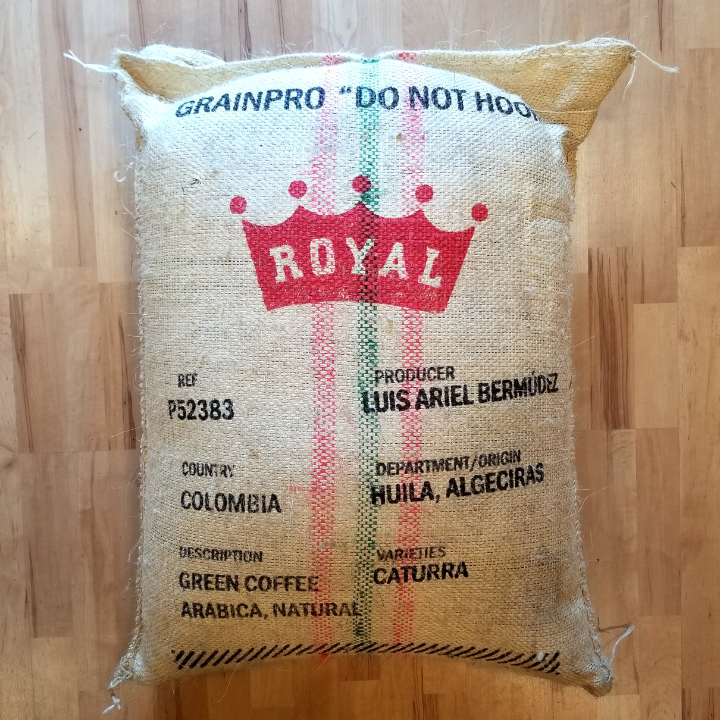 GRAINPRO "DO NOT HOO
ROYAL
REF
P52383
PRODUCER
LUIS ARIEL BERMÚDEZ
COUNTRY
COLOMBIA
DEPARTMENT/ORIGIN
HUILA, ALGECIRAS
DESCRIPTION
GREEN COFFEE
ARABICA, NATURAL
VARIETIES
CATURRA